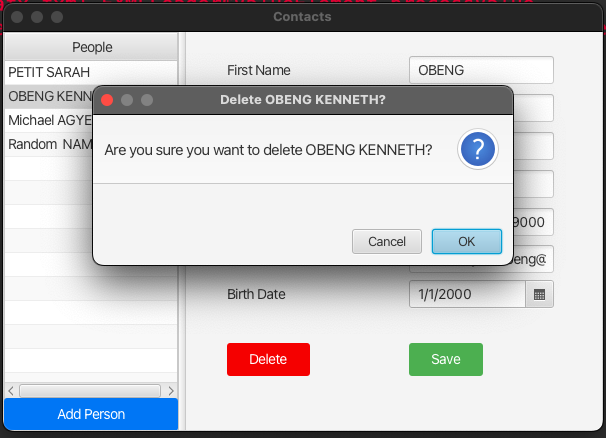 Contacts
People
First Name
OBENG
PETIT SARAH
OBENG KENN
Delete OBENG KENNETH?
Michael AGYE
Random NAM
Are you sure you want to delete OBENG KENNETH?
?
9000
Cancel
OK
eng@
Birth Date
1/1/2000
Delete
Save
Add Person